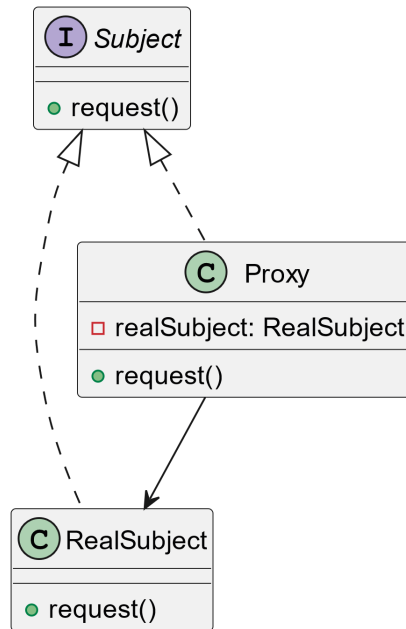 I Subject
request()
C Proxy
realSubject: RealSubject
request()
C RealSubject
request()